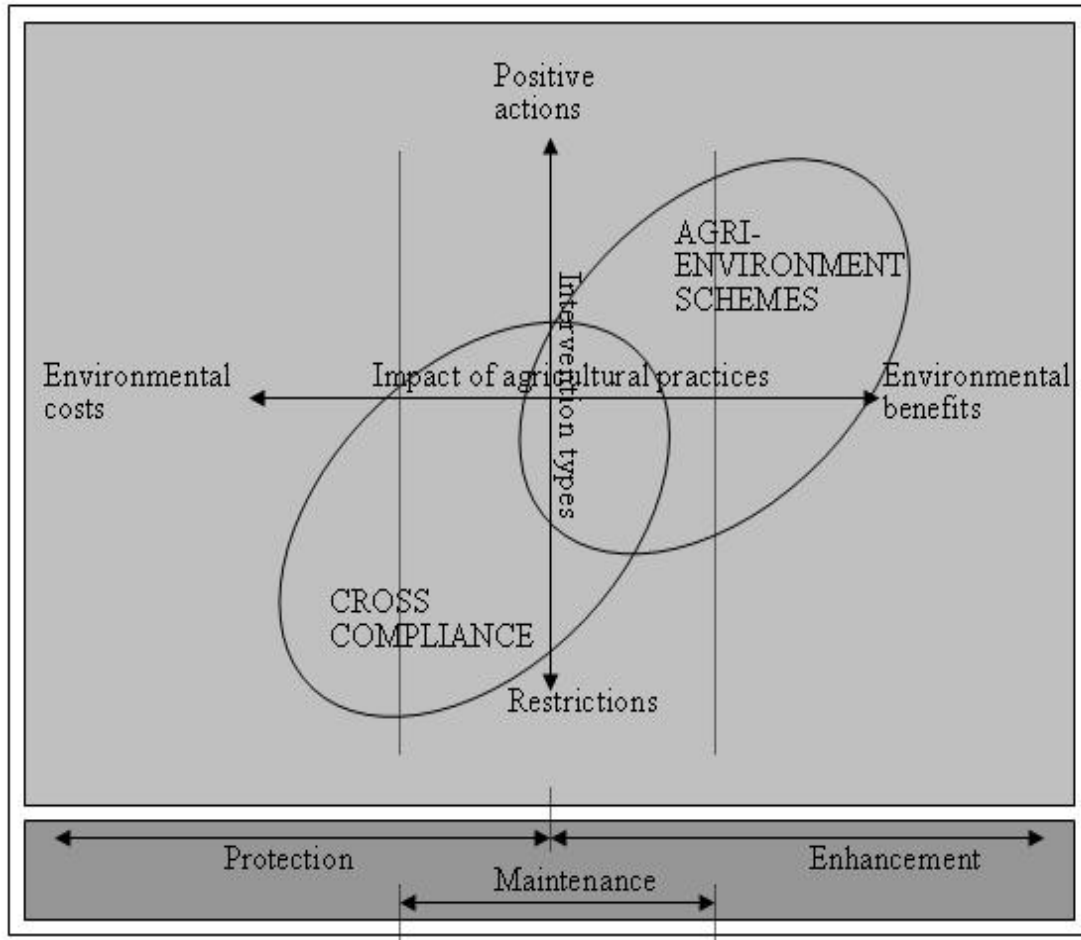 Positive
actions
AGRI-
ENVIRONMENT
SCHEMES
Intervention types
Environmental
costs
Impact of agricultural practices
Environmental
benefits
CROSS
COMPLIANCE
Restrictions
Protection
Enhancement
Maintenance